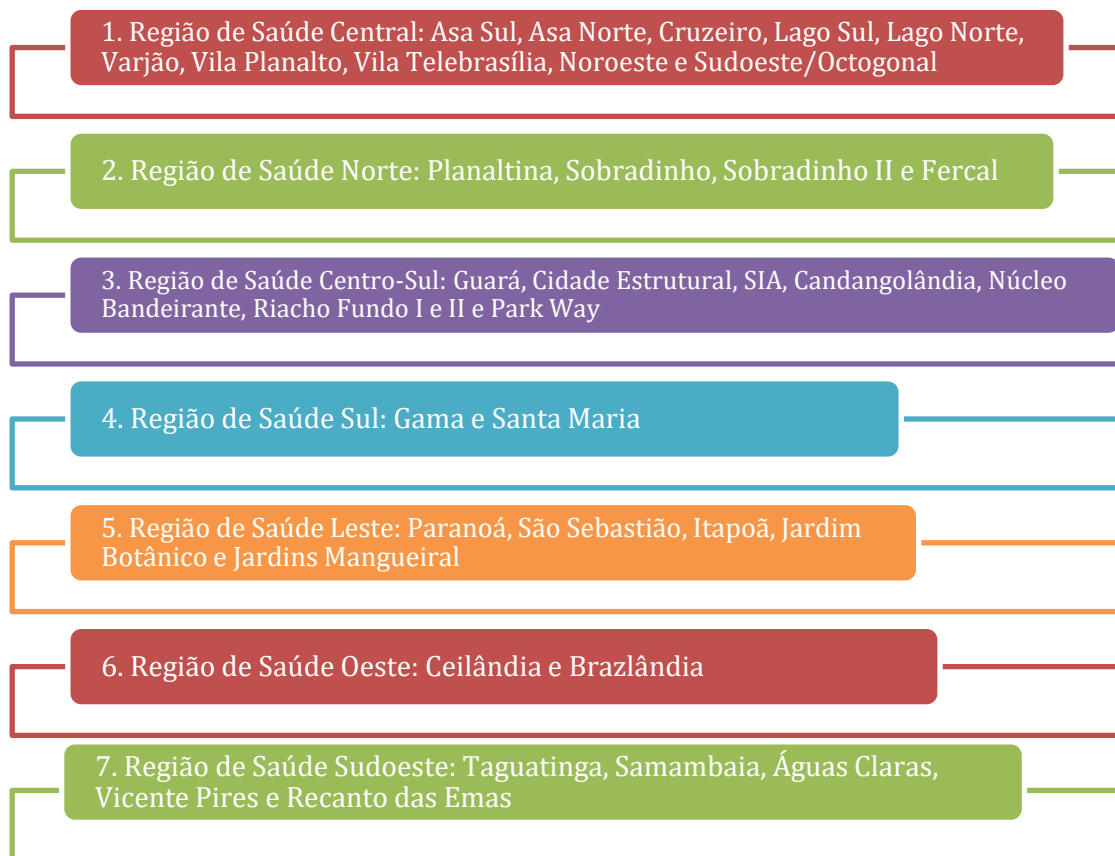 1. Região de Saúde Central: Asa Sul, Asa Norte, Cruzeiro, Lago Sul, Lago Norte,
Varjão, Vila Planalto, Vila Telebrasília, Noroeste e Sudoeste/Octogonal
2. Região de Saúde Norte: Planaltina, Sobradinho, Sobradinho II e Fercal
3. Região de Saúde Centro-Sul: Guará, Cidade Estrutural, SIA, Candangolândia, Núcleo
Bandeirante, Riacho Fundo I e II e Park Way
4. Região de Saúde Sul: Gama e Santa Maria
5. Região de Saúde Leste: Paranoá, São Sebastião, Itapoã, Jardim
Botânico e Jardins Mangueiral
6. Região de Saúde Oeste: Ceilândia e Brazlândia
7. Região de Saúde Sudoeste: Taguatinga, Samambaia, Águas Claras,
Vicente Pires e Recanto das Emas